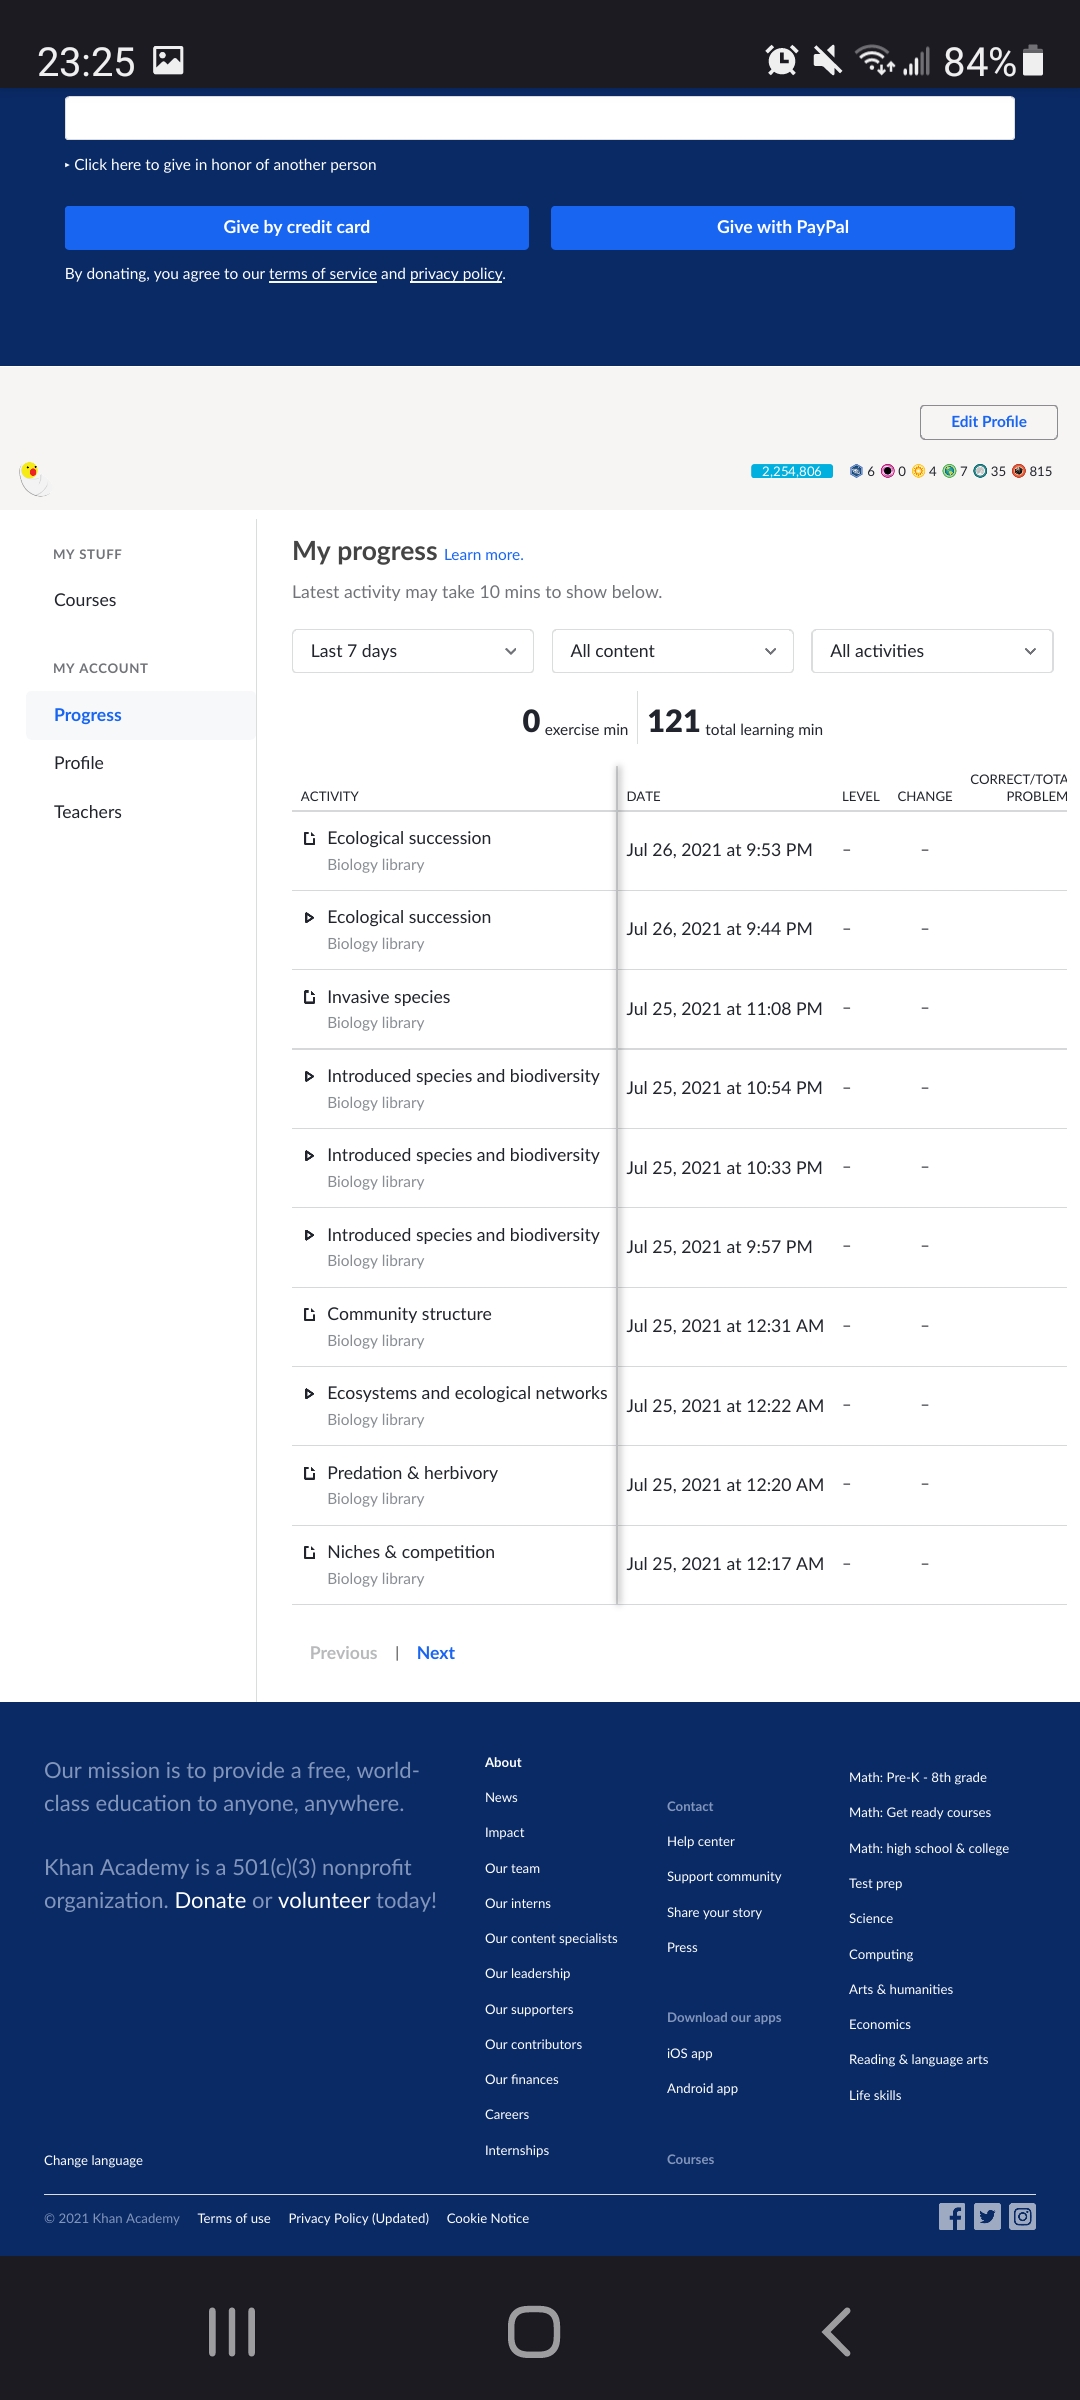 23:25
84%
Click here to give in honor of another person
Give by credit card
Give with PayPal
By donating, you agree to our terms of service and privacy policy.
Edit Profile
2,254,806 6 0 4 7 35 815
MY STUFF
Courses
MY ACCOUNT
Progress
Profile
Teachers
My progress Learn more.
Latest activity may take 10 mins to show below.
Last 7 days
All content
All activities
0 exercise min
121 total learning min
ACTIVITY DATE LEVEL CHANGE CORRECT/TOTA
PROBLEM
Ecological succession
Biology library
Jul 26, 2021 at 9:53 PM – –
Ecological succession
Biology library
Jul 26, 2021 at 9:44 PM – –
Invasive species
Biology library
Jul 25, 2021 at 11:08 PM – –
Introduced species and biodiversity
Biology library
Jul 25, 2021 at 10:54 PM – –
Introduced species and biodiversity
Biology library
Jul 25, 2021 at 10:33 PM – –
Introduced species and biodiversity
Biology library
Jul 25, 2021 at 9:57 PM – –
Community structure
Biology library
Jul 25, 2021 at 12:31 AM – –
Ecosystems and ecological networks
Biology library
Jul 25, 2021 at 12:22 AM – –
Predation & herbivory
Biology library
Jul 25, 2021 at 12:20 AM – –
Niches & competition
Biology library
Jul 25, 2021 at 12:17 AM – –
Previous | Next
Our mission is to provide a free, world-
class education to anyone, anywhere.
Khan Academy is a 501(c)(3) nonprofit
organization. Donate or volunteer today!
About
News
Impact
Our team
Our interns
Our content specialists
Our leadership
Our supporters
Our contributors
Our finances
Careers
Internships
Contact
Help center
Support community
Share your story
Press
Download our apps
iOS app
Android app
Courses
Math: Pre-K - 8th grade
Math: Get ready courses
Math: high school & college
Test prep
Science
Computing
Arts & humanities
Economics
Reading & language arts
Life skills
Change language
© 2021 Khan Academy Terms of use Privacy Policy (Updated) Cookie Notice